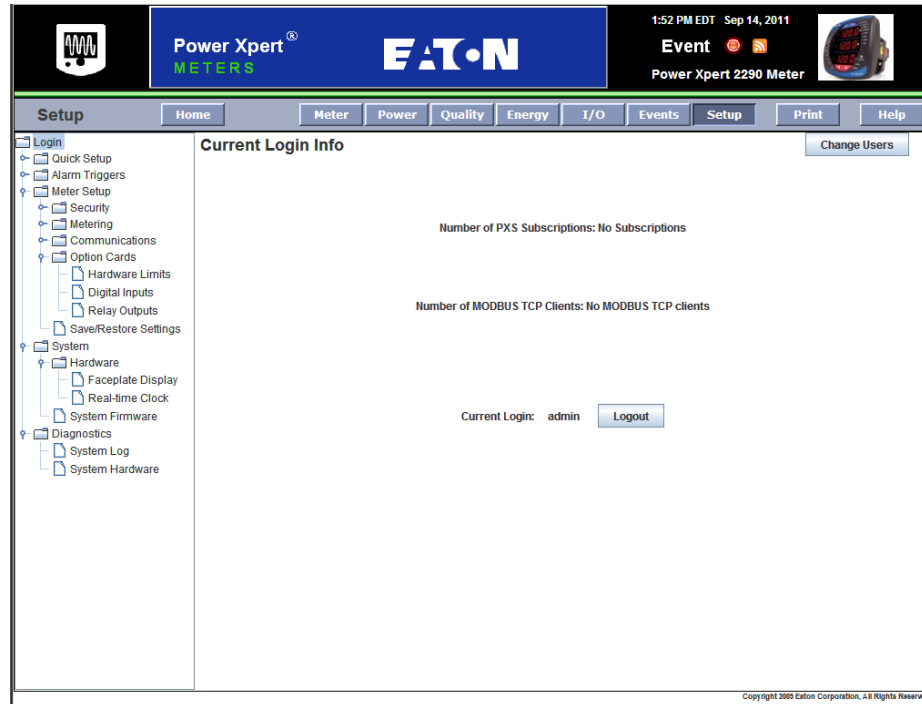 1:52 PM EDT Sep 14, 2011
Power Xpert®
METERS
EATON
Event
Power Xpert 2290 Meter
Setup
Home
Meter
Power
Quality
Energy
I/O
Events
Setup
Print
Help
Login
Quick Setup
Alarm Triggers
Meter Setup
Security
Metering
Communications
Option Cards
Hardware Limits
Digital Inputs
Relay Outputs
Save/Restore Settings
System
Hardware
Faceplate Display
Real-time Clock
System Firmware
Diagnostics
System Log
System Hardware
Current Login Info
Change Users
Number of PXS Subscriptions: No Subscriptions
Number of MODBUS TCP Clients: No MODBUS TCP clients
Current Login: admin
Logout
Copyright 2005 Eaton Corporation, All Rights Reserv